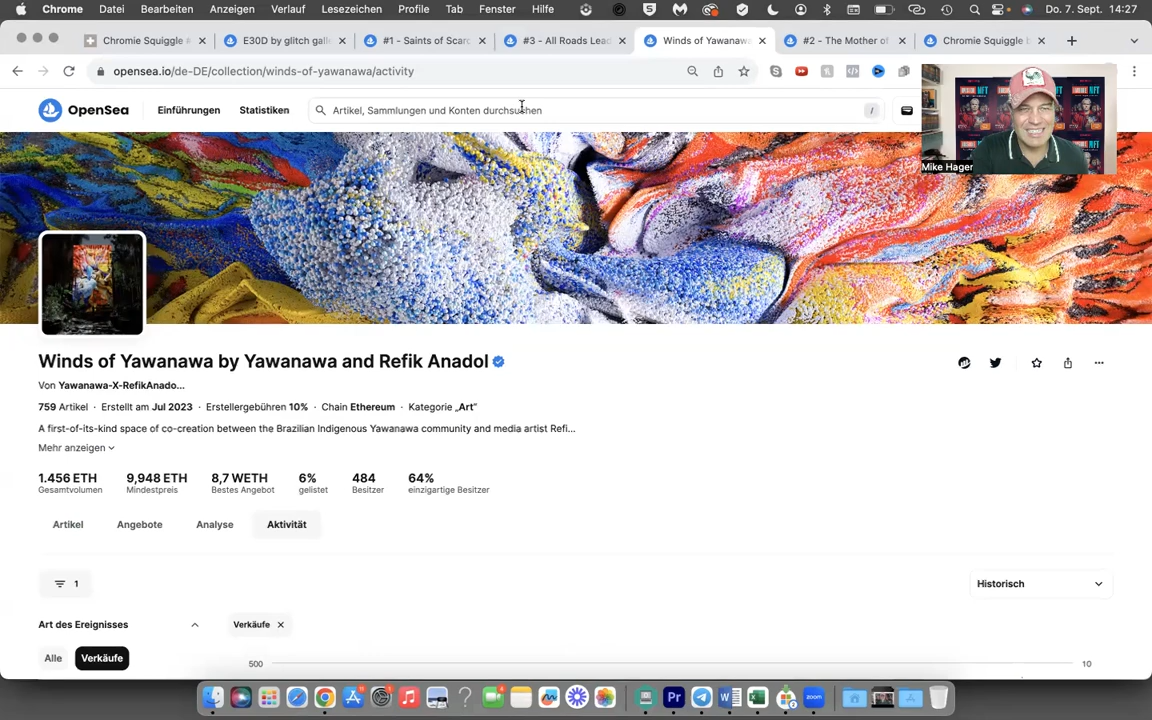 Chrome Datei Bearbeiten Anzeigen Verlauf Lesezeichen Profile Tab Fenster Hilfe Do. 7. Sept. 14:27
Chromie Squiggle # E30D by glitch gall #1 - Saints of Scarc #3 - All Roads Lead Winds of Yawanawa #2 - The Mother of Chromie Squiggle b
opensea.io/de-DE/collection/winds-of-yawanawa/activity
OpenSea Einführungen Statistiken Artikel, Sammlungen und Konten durchsuchen /
Mike Hager
Winds of Yawanawa by Yawanawa and Refik Anadol
Von Yawanawa-X-RefikAnado...
759 Artikel · Erstellt am Jul 2023 · Erstellergebühren 10% · Chain Ethereum · Kategorie „Art“
A first-of-its-kind space of co-creation between the Brazilian Indigenous Yawanawa community and media artist Refi...
Mehr anzeigen
1.456 ETH 9,948 ETH 8,7 WETH 6% 484 64%
Gesamtvolumen Mindestpreis Bestes Angebot gelistet Besitzer einzigartige Besitzer
Artikel Angebote Analyse Aktivität
1 Historisch
Art des Ereignisses Verkäufe
Alle Verkäufe
500 10